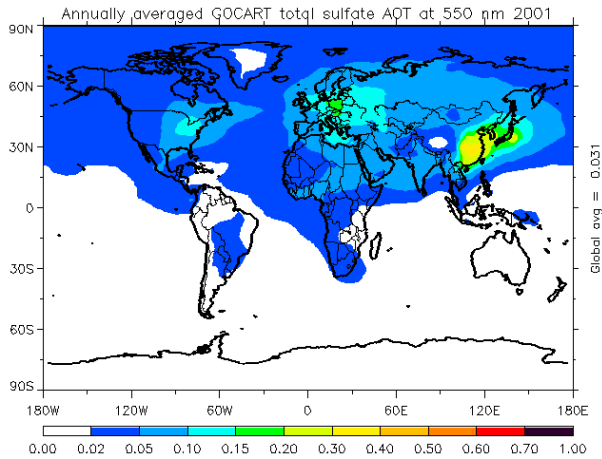 Annually averaged GOCART total sulfate AOT at 550 nm 2001
90N
60N
30N
0
30S
60S
90S
180W 120W 60W 0 60E 120E 180E
Global avg = 0.031
0.00 0.02 0.05 0.10 0.15 0.20 0.30 0.40 0.50 0.60 0.70 1.00